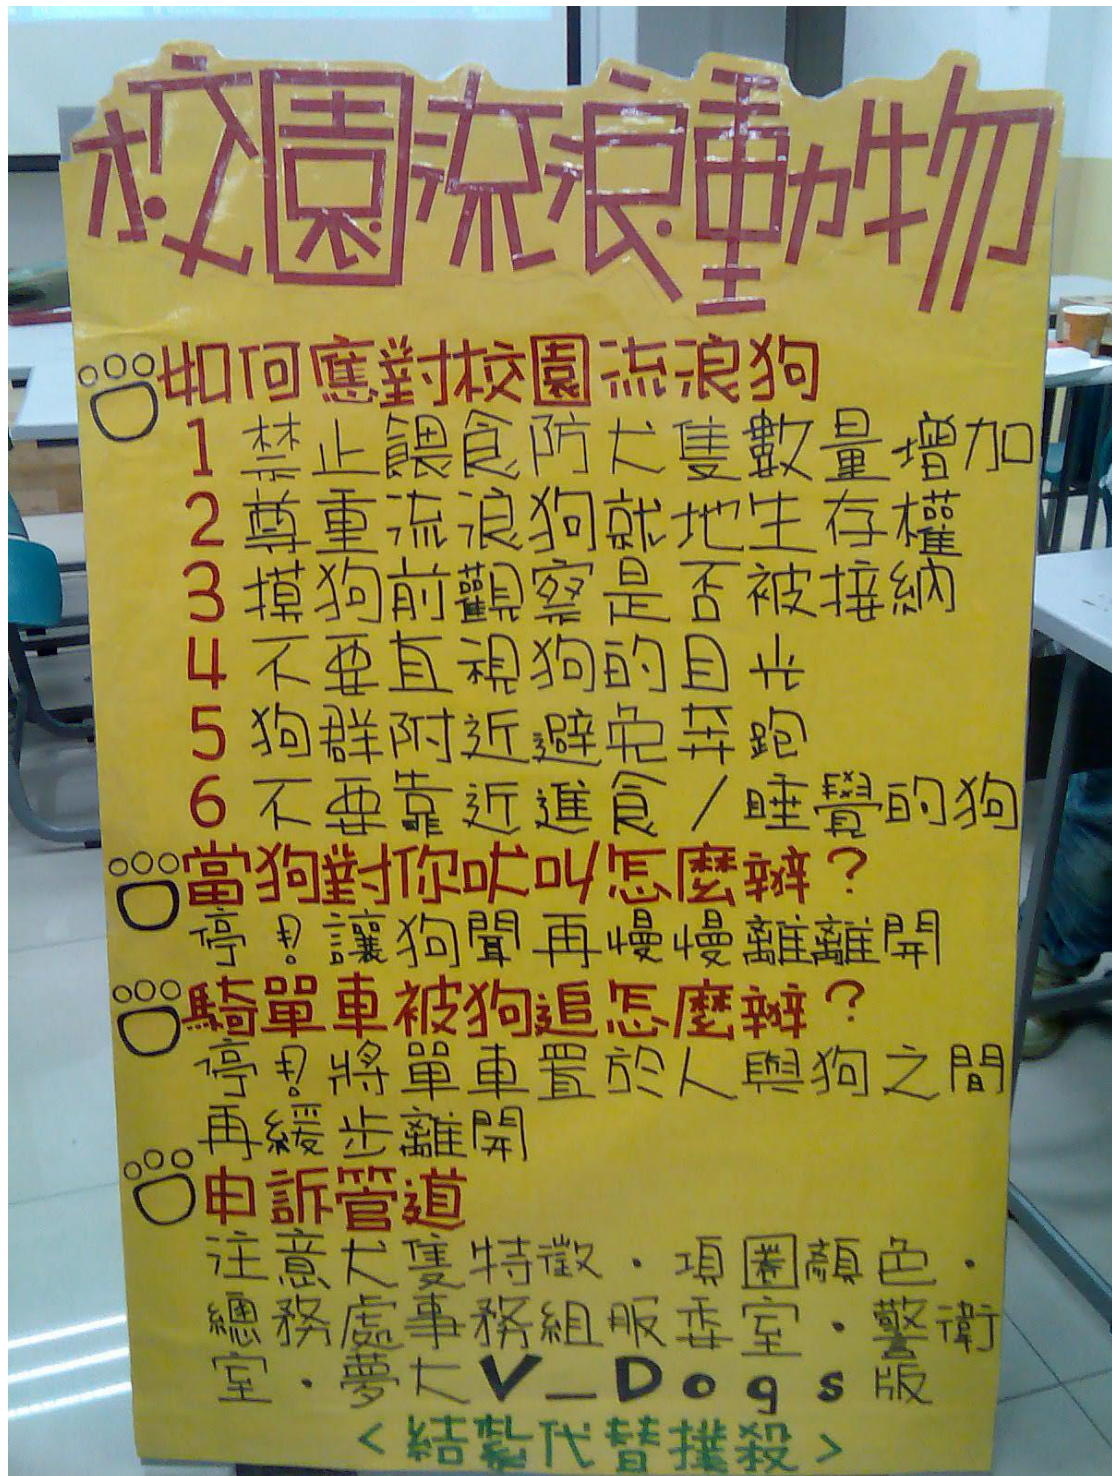 校園流浪動物
如何應對校園流浪狗
1 禁止餵食防犬隻數量增加
2 尊重流浪狗就地生存權
3 摸狗前觀察是否被接納
4 不要直視狗的目光
5 狗群附近避免奔跑
6 不要靠近進食/睡覺的狗
當狗對你吠叫怎麼辦?
停!!讓狗聞再慢慢離離開
騎單車被狗追怎麼辦?
停!!將單車置於人與狗之間
再緩步離開
申訴管道
注意犬隻特徵.項圈顏色.
總務處事務組服委室.警衛
室.夢大V_Dogs版
<結紮代替撲殺>